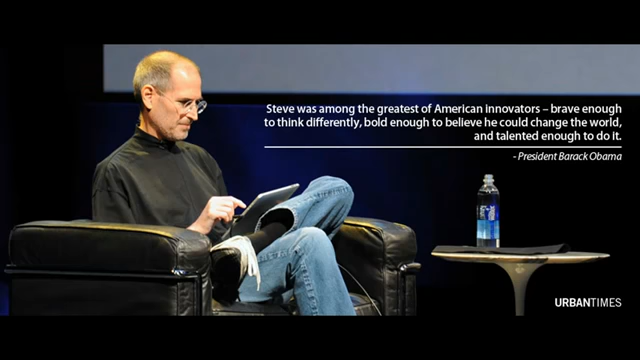 Steve was among the greatest of American innovators – brave enough
to think differently, bold enough to believe he could change the world,
and talented enough to do it.
- President Barack Obama
URBANTIMES